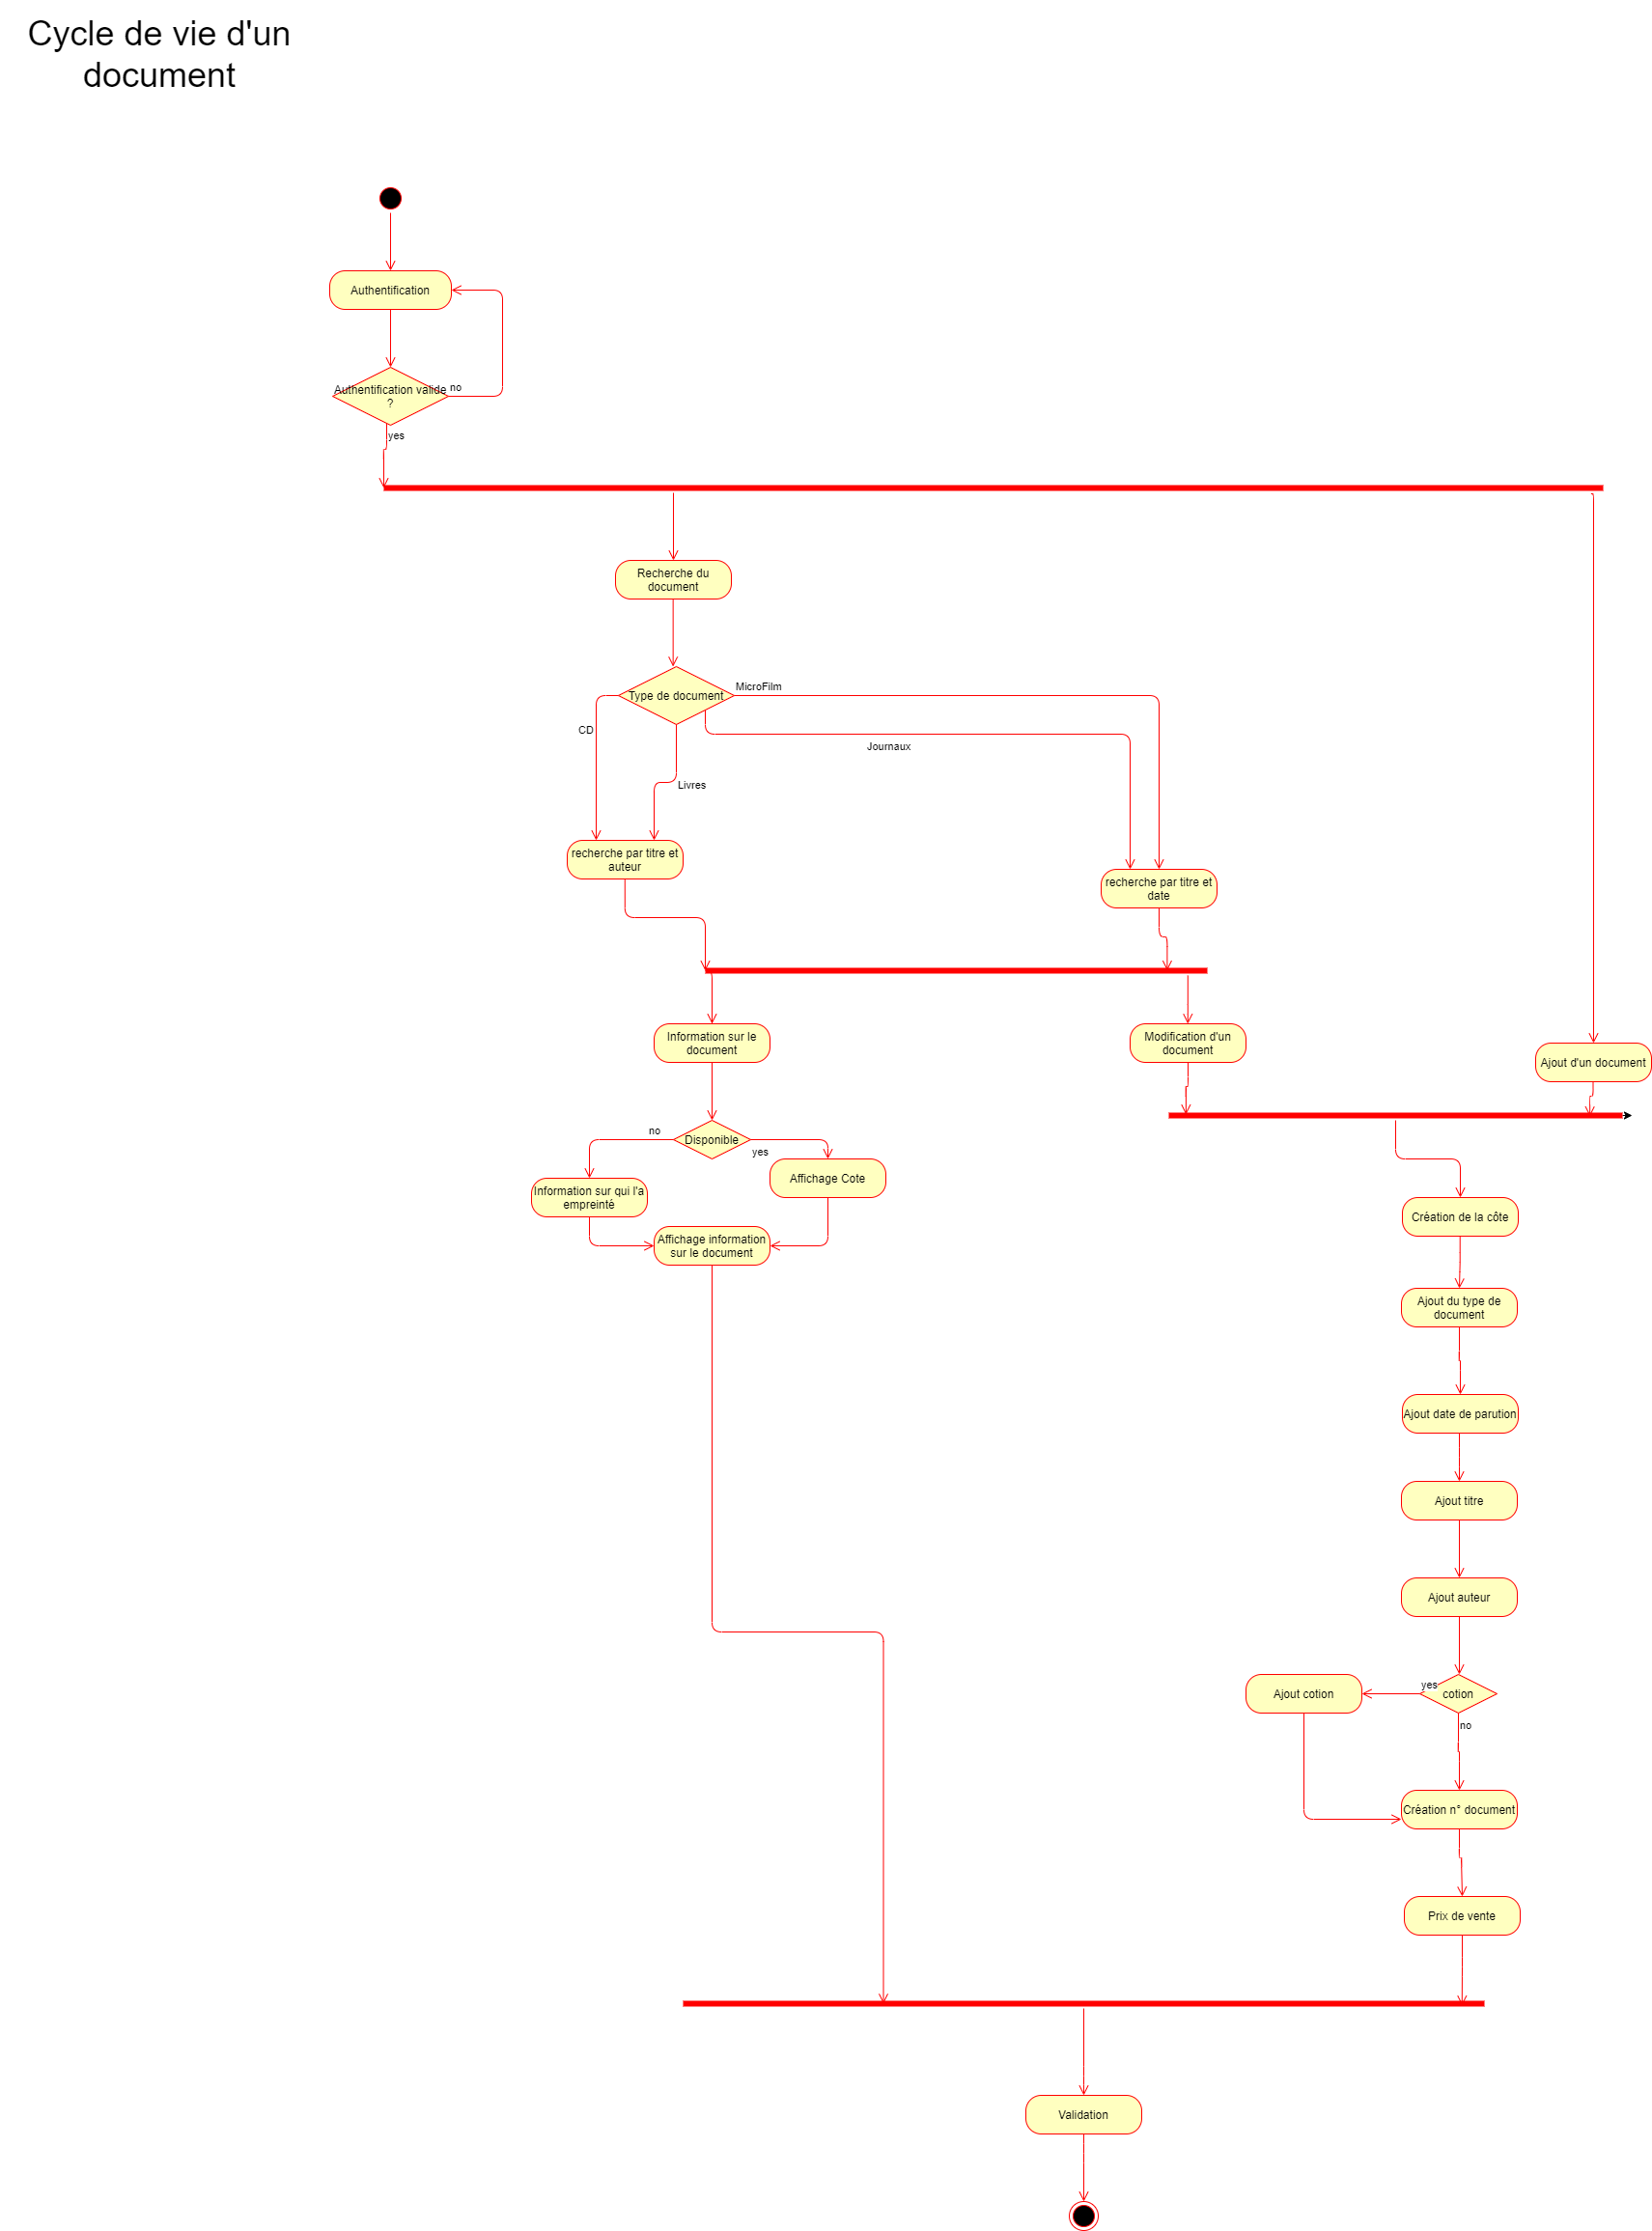 Cycle de vie d'un
document
Authentification
Authentification valide
?
no
yes
Recherche du
document
Type de document
MicroFilm
CD
Journaux
Livres
recherche par titre et
auteur
recherche par titre et
date
Information sur le
document
Modification d'un
document
Ajout d'un document
Disponible
no
yes
Affichage Cote
Information sur qui l'a
empreinté
Affichage information
sur le document
Création de la côte
Ajout du type de
document
Ajout date de parution
Ajout titre
Ajout auteur
cotion
yes
no
Ajout cotion
Création n° document
Prix de vente
Validation